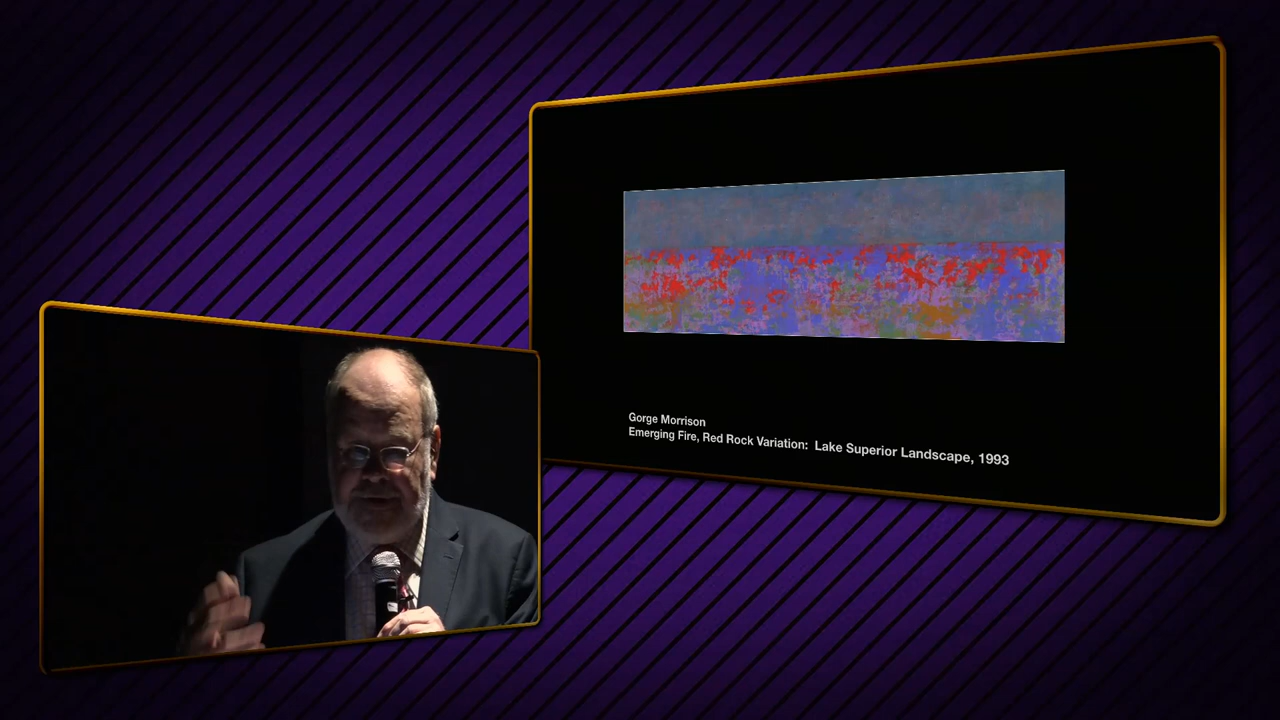 Gorge Morrison
Emerging Fire, Red Rock Variation: Lake Superior Landscape, 1993